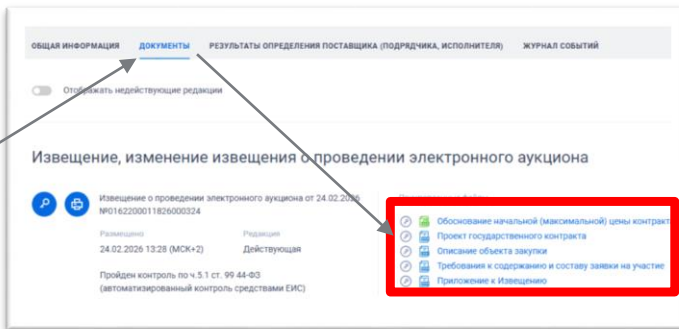 ОБЩАЯ ИНФОРМАЦИЯ ДОКУМЕНТЫ РЕЗУЛЬТАТЫ ОПРЕДЕЛЕНИЯ ПОСТАВЩИКА (ПОДРЯДЧИКА, ИСПОЛНИТЕЛЯ) ЖУРНАЛ СОБЫТИЙ
Отображать недействующие редакции
Извещение, изменение извещения о проведении электронного аукциона
Извещение о проведении электронного аукциона от 24.02.2026
№0162200011826000324
Размещено Редакция
24.02.2026 13:28 (МСК+2) Действующая
Пройден контроль по ч.5.1 ст. 99 44-ФЗ
(автоматизированный контроль средствами ЕИС)
Обоснование начальной (максимальной) цены контракт
Проект государственного контракта
Описание объекта закупки
Требования к содержанию и составу заявки на участие
Приложение к Извещению